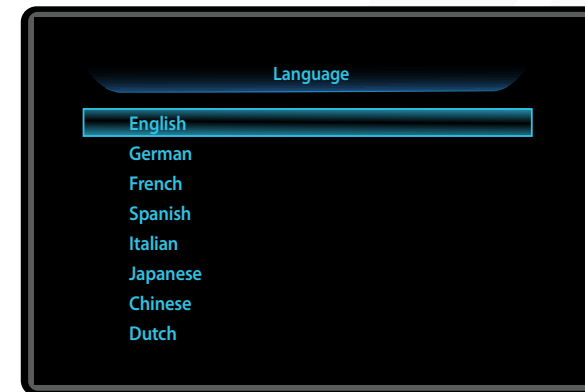 Language
English
German
French
Spanish
Italian
Japanese
Chinese
Dutch